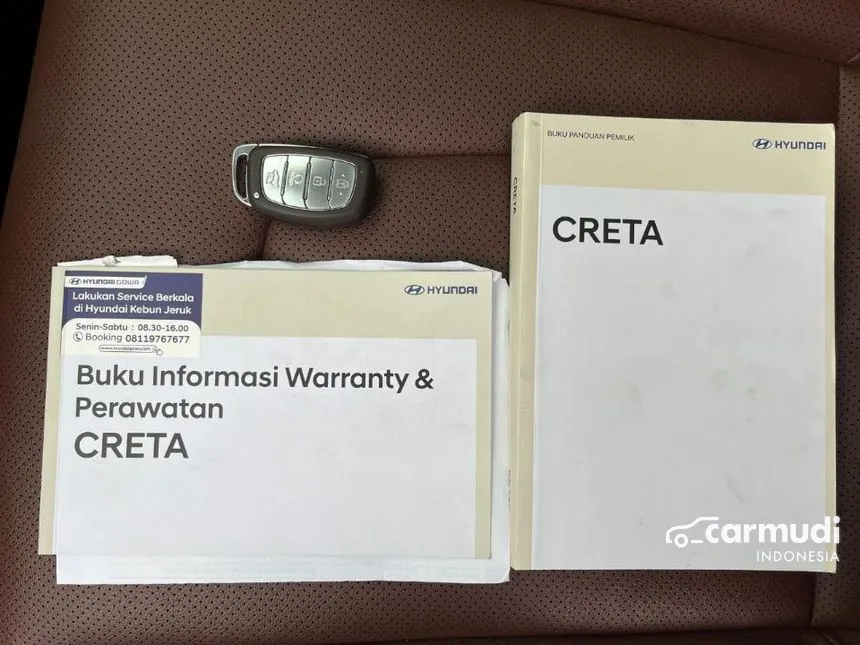 BUKU PANDUAN PEMILIK
HYUNDAI
CRETA
CRETA
HYUNDAI GOWA
Lakukan Service Berkala
di Hyundai Kebun Jeruk
Senin-Sabtu : 08.30-16.00
Booking 08119767677
HYUNDAI
Buku Informasi Warranty &
Perawatan
CRETA
carmudi
INDONESIA